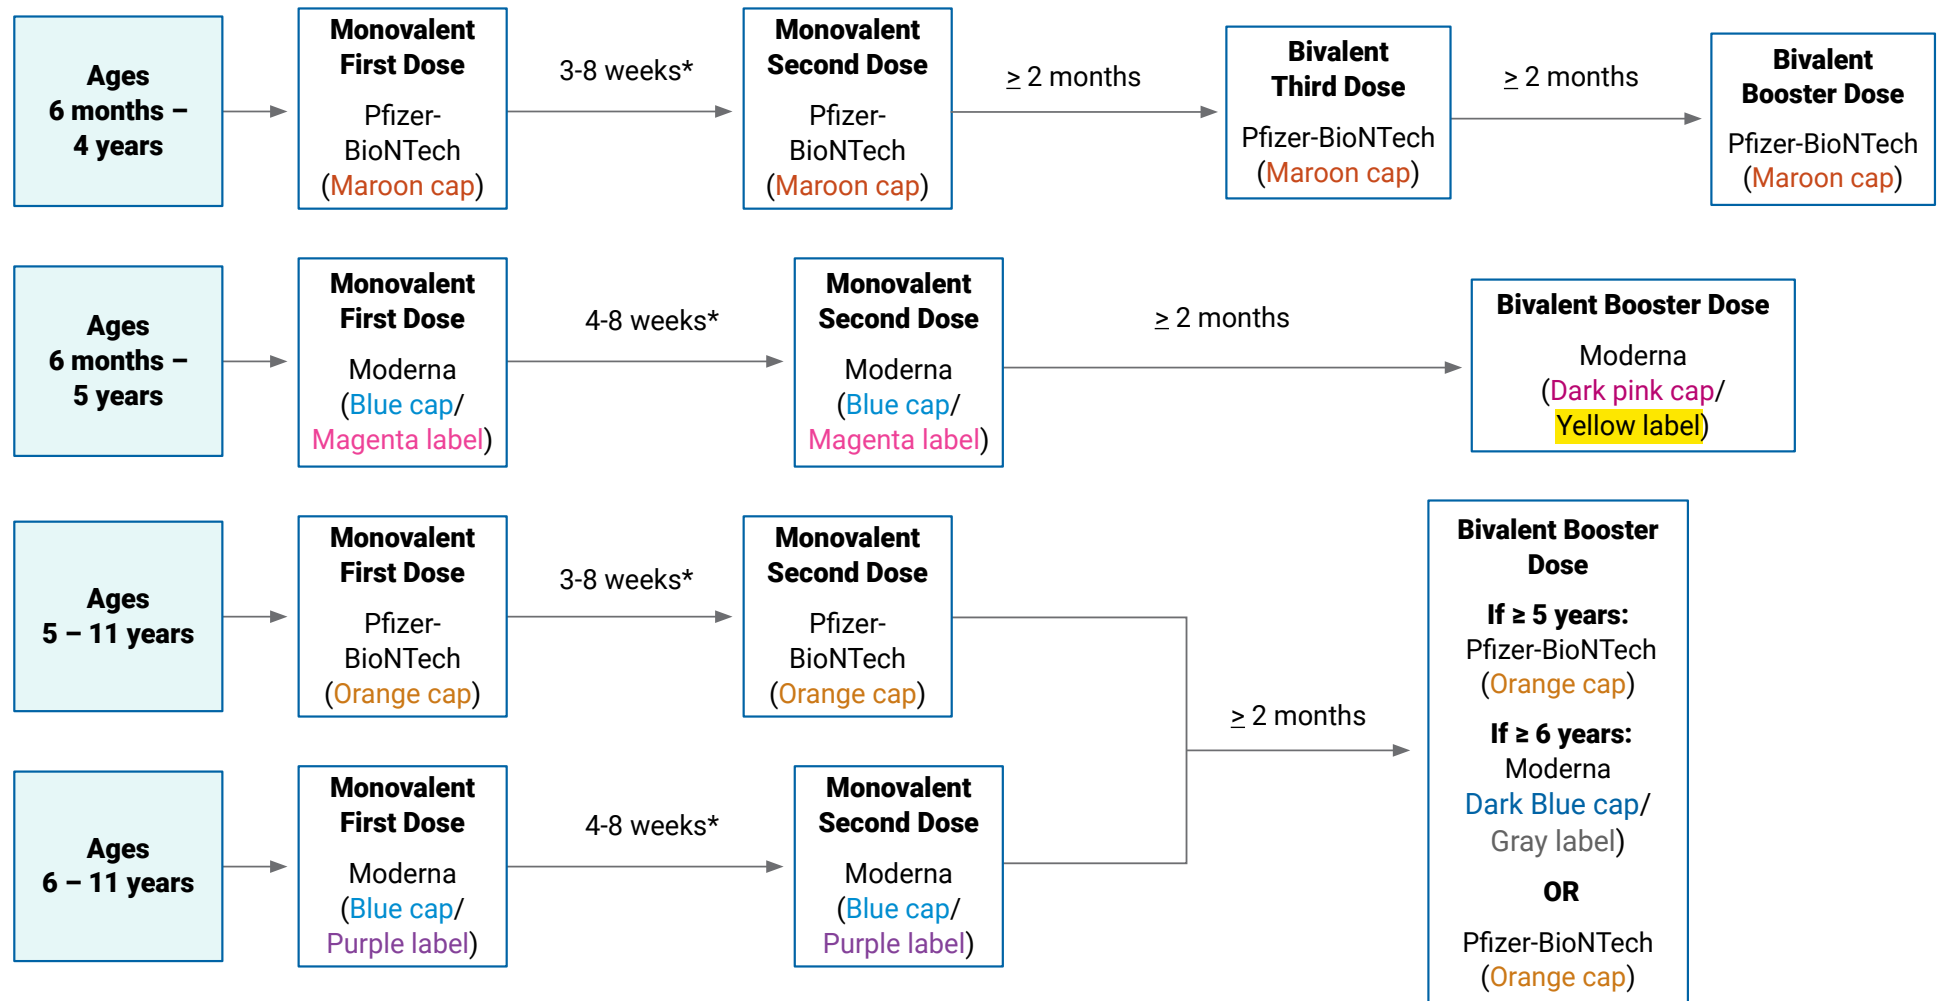 Ages
6 months –
4 years
Monovalent
First Dose
Pfizer-
BioNTech
(Maroon cap)
3-8 weeks*
Monovalent
Second Dose
Pfizer-
BioNTech
(Maroon cap)
≥ 2 months
Bivalent
Third Dose
Pfizer-BioNTech
(Maroon cap)
≥ 2 months
Bivalent
Booster Dose
Pfizer-BioNTech
(Maroon cap)
Ages
6 months –
5 years
Monovalent
First Dose
Moderna
(Blue cap/
Magenta label)
4-8 weeks*
Monovalent
Second Dose
Moderna
(Blue cap/
Magenta label)
≥ 2 months
Bivalent Booster Dose
Moderna
(Dark pink cap/
Yellow label)
Ages
5 – 11 years
Monovalent
First Dose
Pfizer-
BioNTech
(Orange cap)
3-8 weeks*
Monovalent
Second Dose
Pfizer-
BioNTech
(Orange cap)
Ages
6 – 11 years
Monovalent
First Dose
Moderna
(Blue cap/
Purple label)
4-8 weeks*
Monovalent
Second Dose
Moderna
(Blue cap/
Purple label)
≥ 2 months
Bivalent Booster
Dose
If ≥ 5 years:
Pfizer-BioNTech
(Orange cap)
If ≥ 6 years:
Moderna
Dark Blue cap/
Gray label)
OR
Pfizer-BioNTech
(Orange cap)